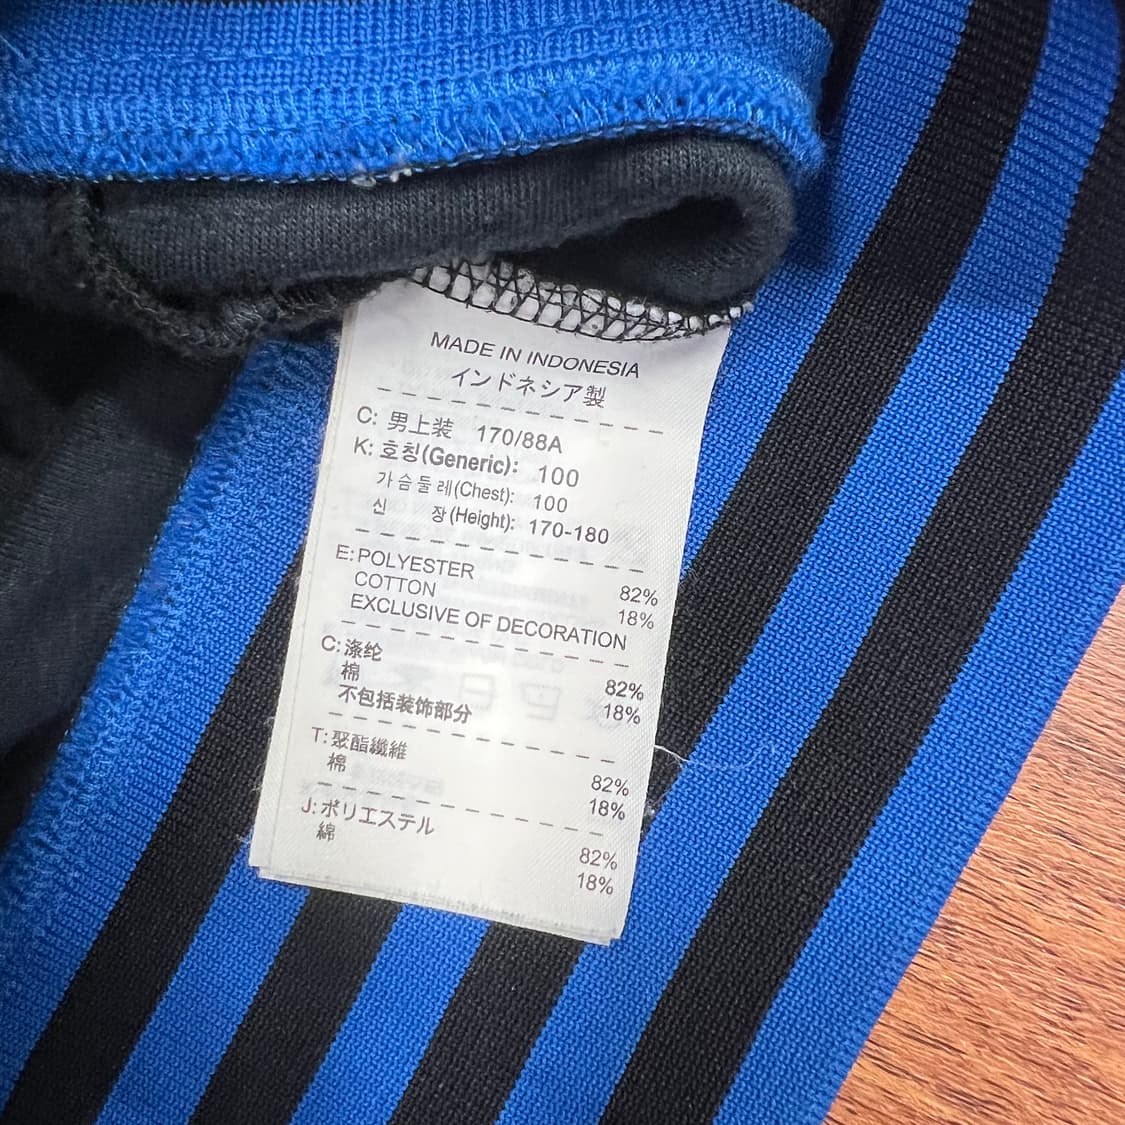 MADE IN INDONESIA
インドネシア製
C: 男上装 170/88A
K: 호칭(Generic): 100
가슴둘레(Chest): 100
신 장(Height): 170-180
E: POLYESTER 82%
COTTON 18%
EXCLUSIVE OF DECORATION
C: 涤纶 82%
棉 18%
不包括装饰部分
T: 聚酯纖維 82%
棉 18%
J: ポリエステル 82%
綿 18%